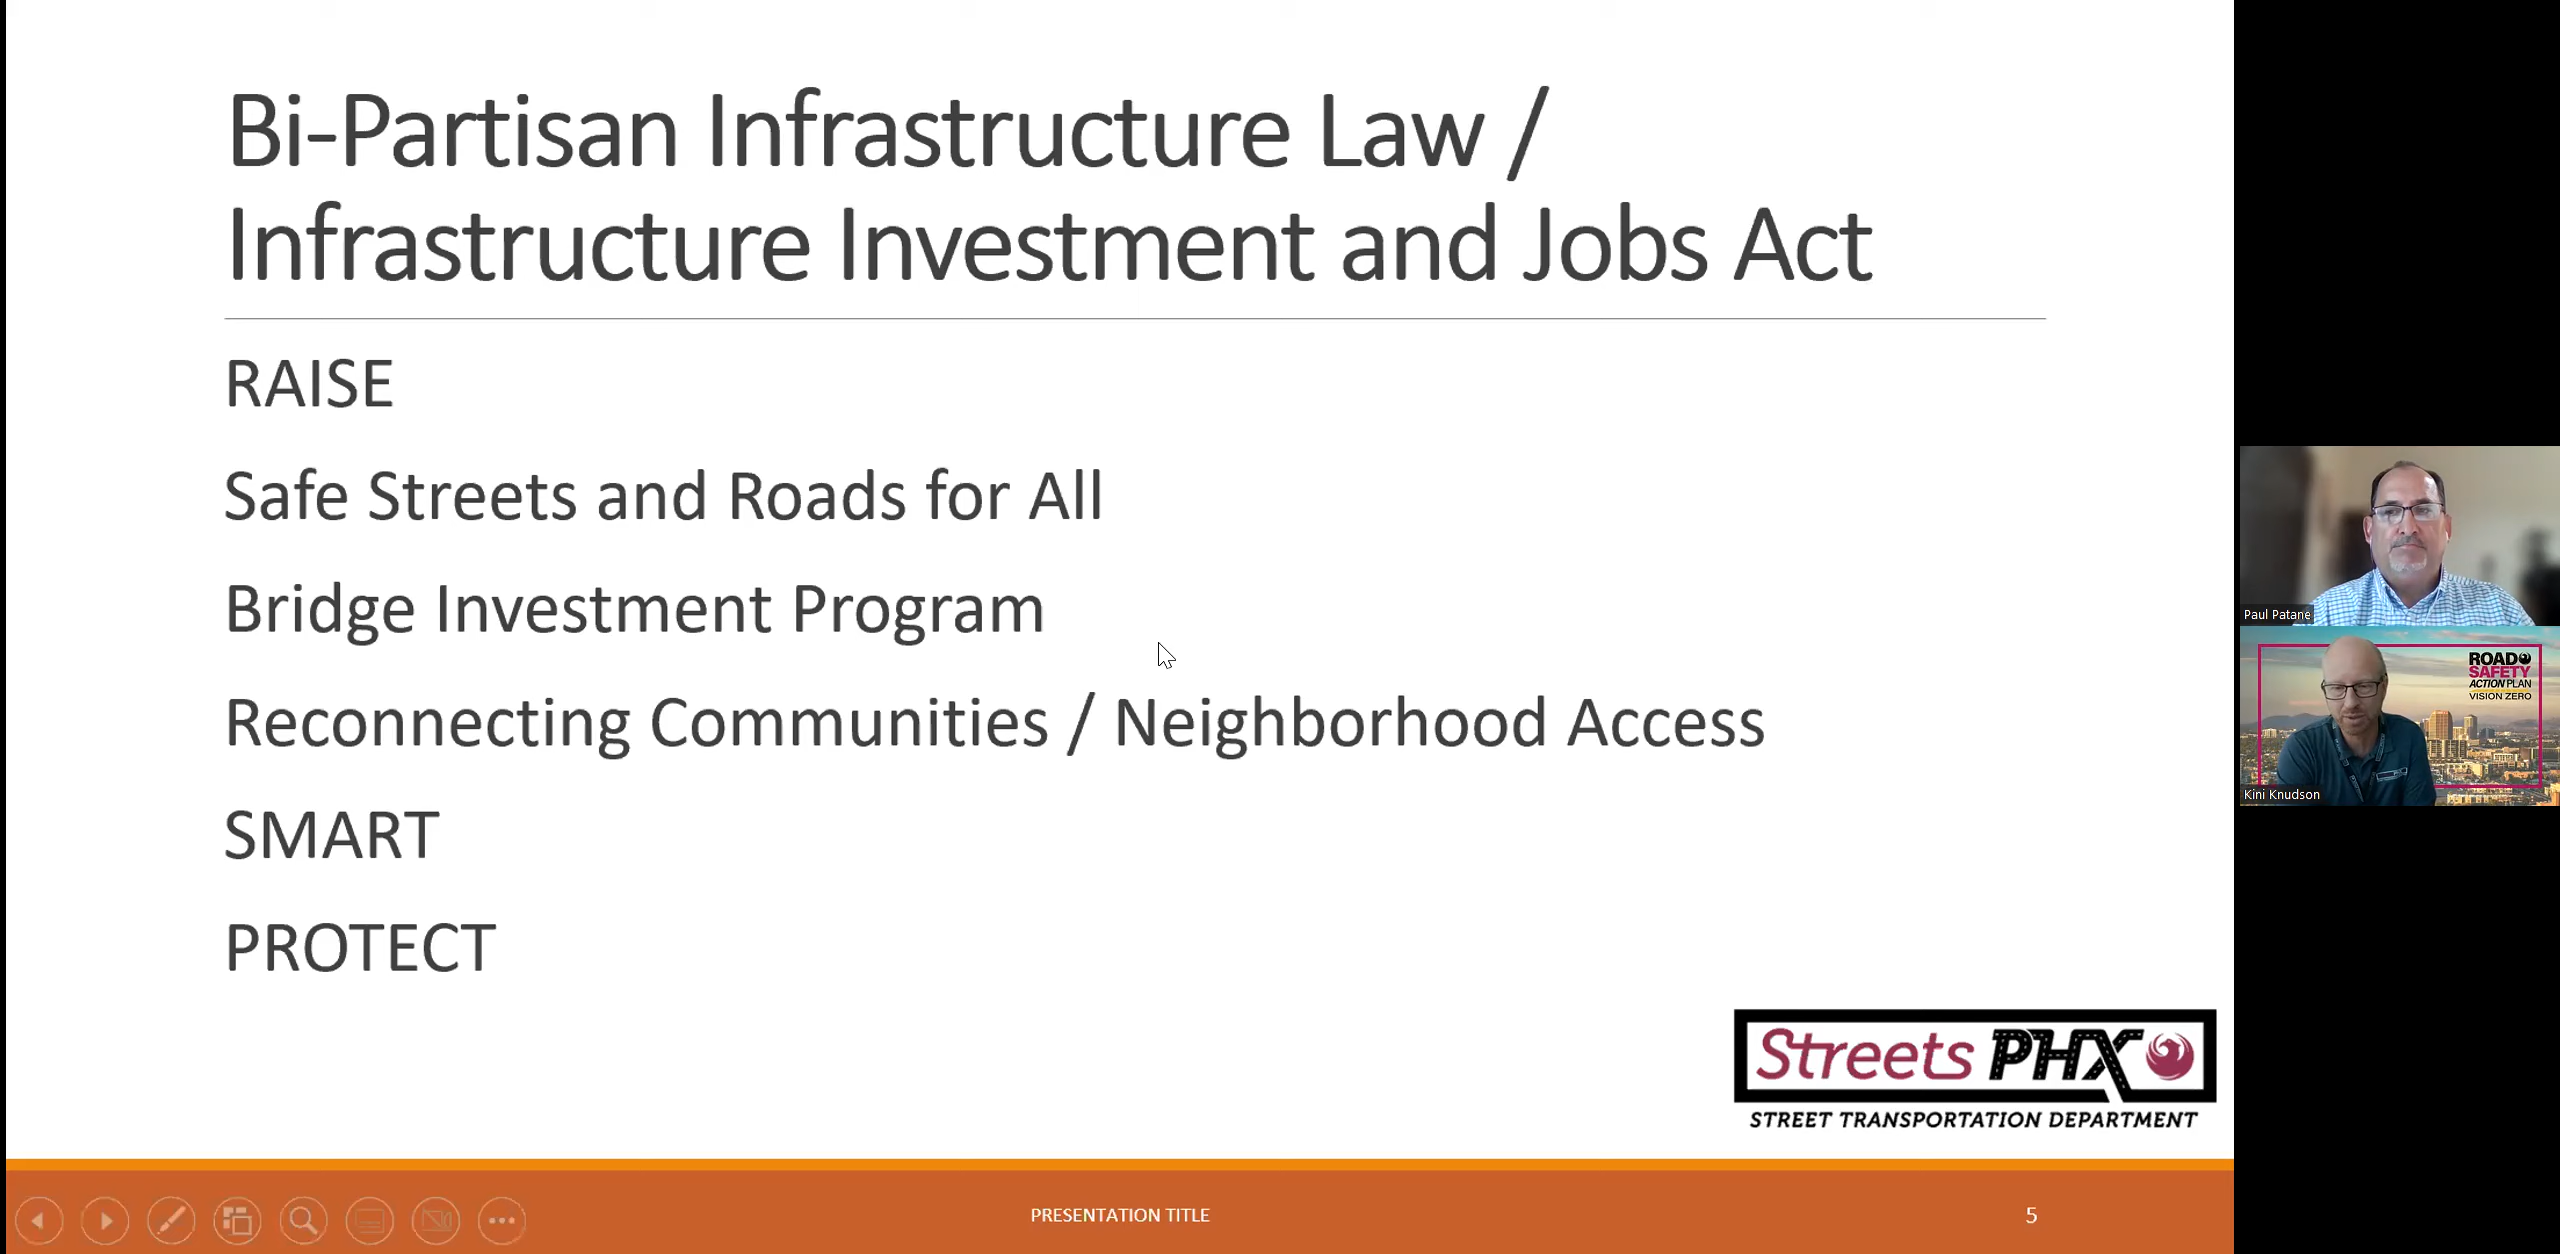 Bi-Partisan Infrastructure Law /
Infrastructure Investment and Jobs Act
RAISE
Safe Streets and Roads for All
Bridge Investment Program
Reconnecting Communities / Neighborhood Access
SMART
PROTECT
Streets PHX
STREET TRANSPORTATION DEPARTMENT
PRESENTATION TITLE
5
Paul Patane
ROAD
SAFETY
ACTION PLAN
VISION ZERO
Kini Knudson